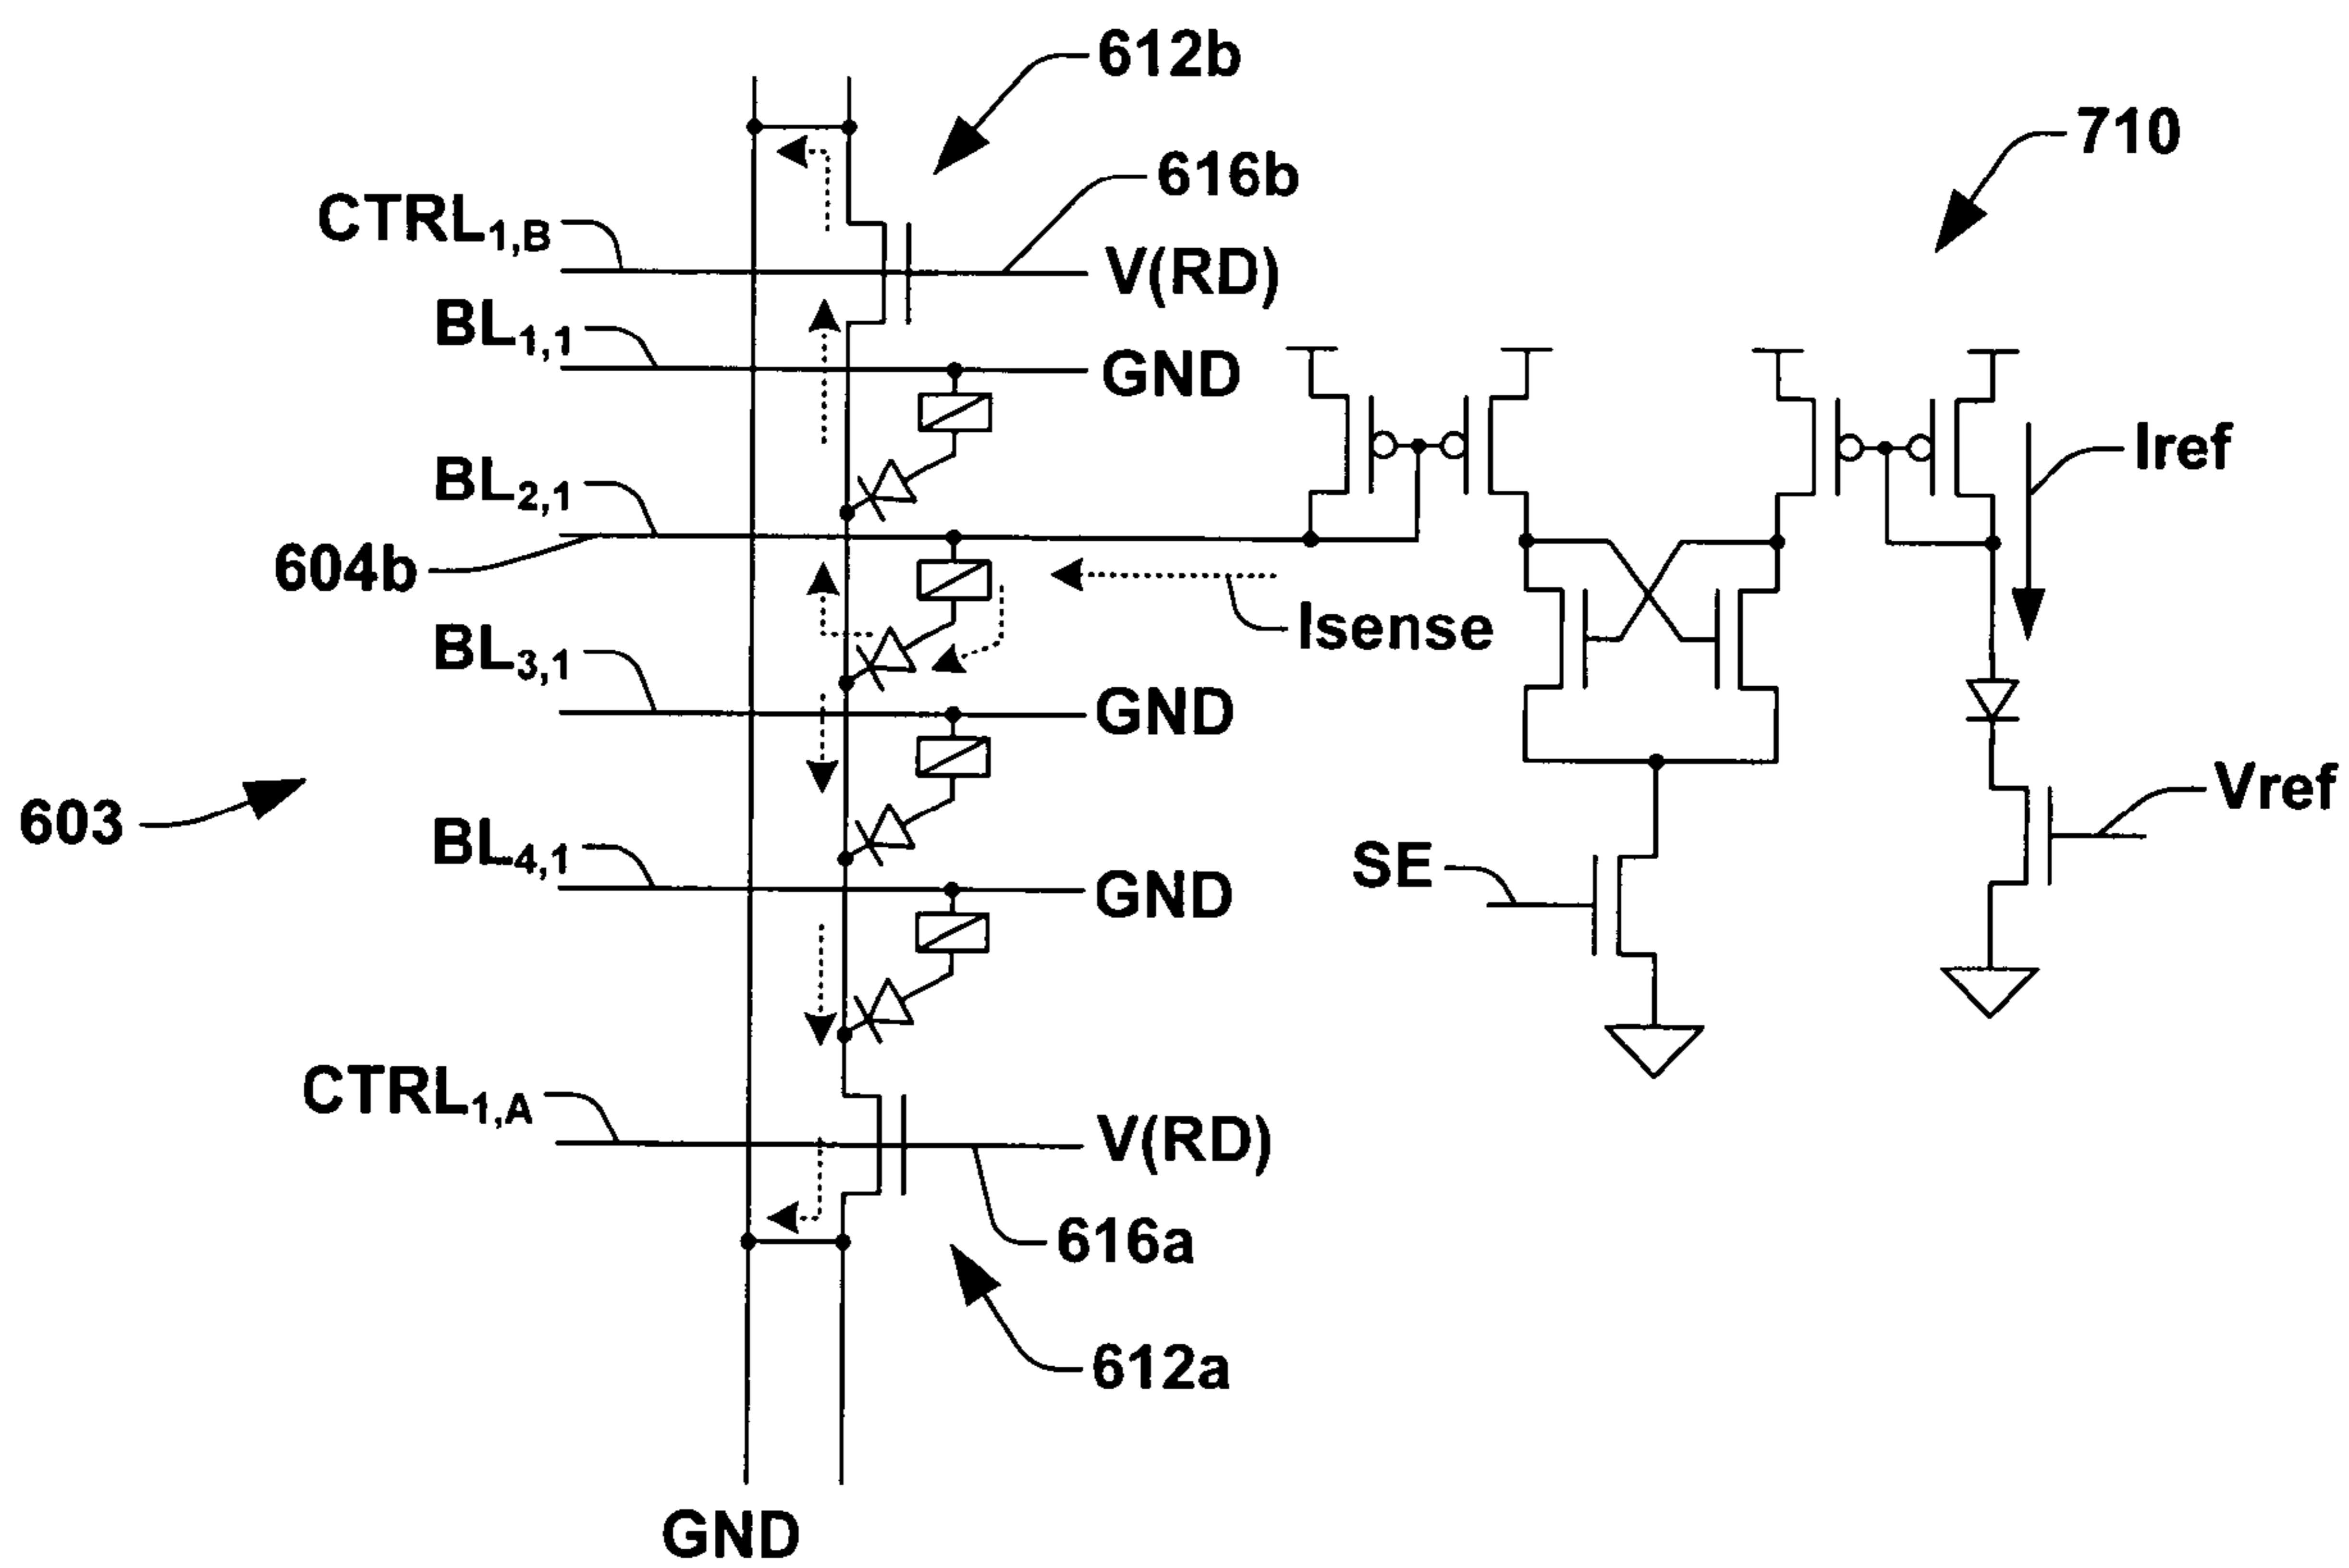 612b
710
616b
CTRL1,B
V(RD)
BL1,1
GND
Iref
BL2,1
604b
Isense
BL3,1
GND
Vref
603
BL4,1
SE
GND
CTRL1,A
V(RD)
616a
612a
GND